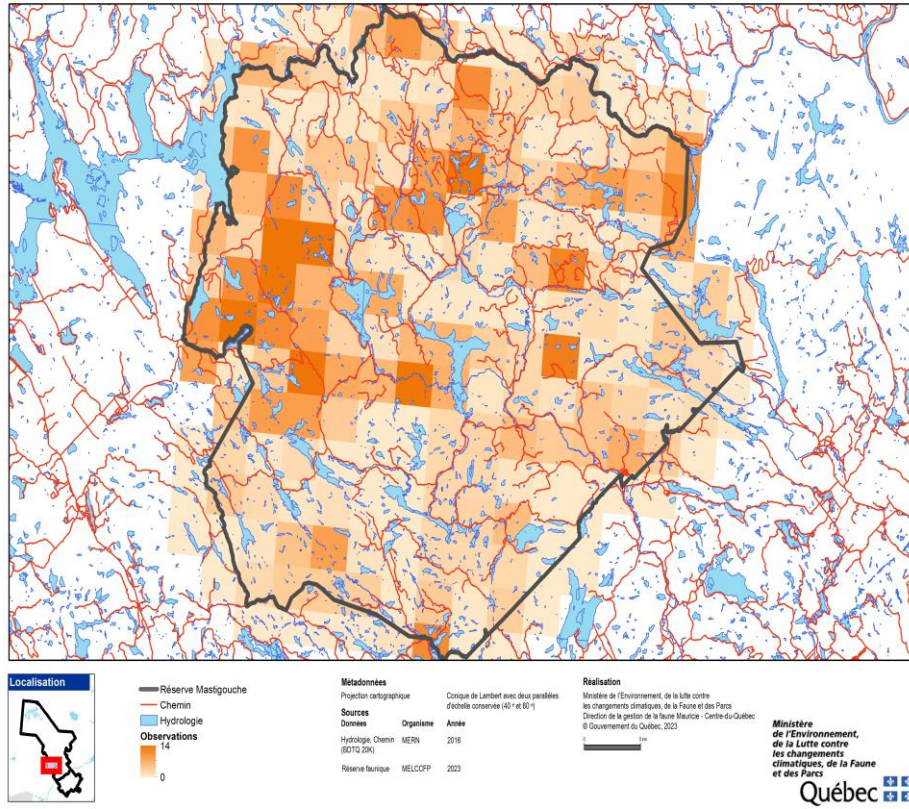 Localisation
Réserve Mastigouche
Chemin
Hydrologie
Observations
14
0
Métadonnées
Projection cartographique
Conique de Lambert avec deux parallèles
d'échelle conservée (40 º et 60 º)
Sources
Données Organisme Année
Hydrologie, Chemin MERN 2016
(BDTQ 20K)
Réserve faunique MELCCFP 2023
Réalisation
Ministère de l'Environnement, de la lutte contre
les changements climatiques, de la Faune et des Parcs
Direction de la gestion de la faune Mauricie - Centre-du-Québec
© Gouvernement du Québec, 2023
Ministère
de l'Environnement,
de la Lutte contre
les changements
climatiques, de la Faune
et des Parcs
Québec